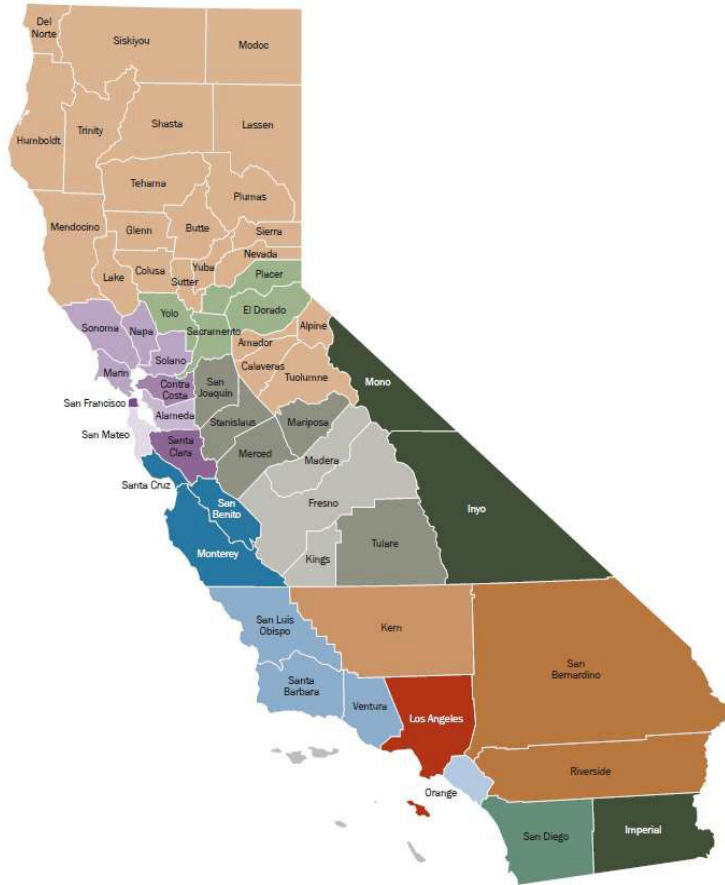 Del
Norte
Siskiyou
Modoc
Humboldt
Trinity
Shasta
Lassen
Tehama
Plumas
Mendocino
Glenn
Butte
Sierra
Nevada
Lake
Colusa
Yuba
Sutter
Placer
El Dorado
Yolo
Sonoma
Napa
Sacramento
Alpine
Amador
Solano
Marin
Calaveras
Tuolumne
Mono
Contra
Costa
San
Joaquin
San Francisco
Alameda
Stanislaus
Mariposa
San Mateo
Santa
Clara
Merced
Madera
Santa Cruz
San
Benito
Fresno
Inyo
Monterey
Kings
Tulare
San Luis
Obispo
Kern
San
Bernardino
Santa
Barbara
Ventura
Los Angeles
Orange
Riverside
San Diego
Imperial